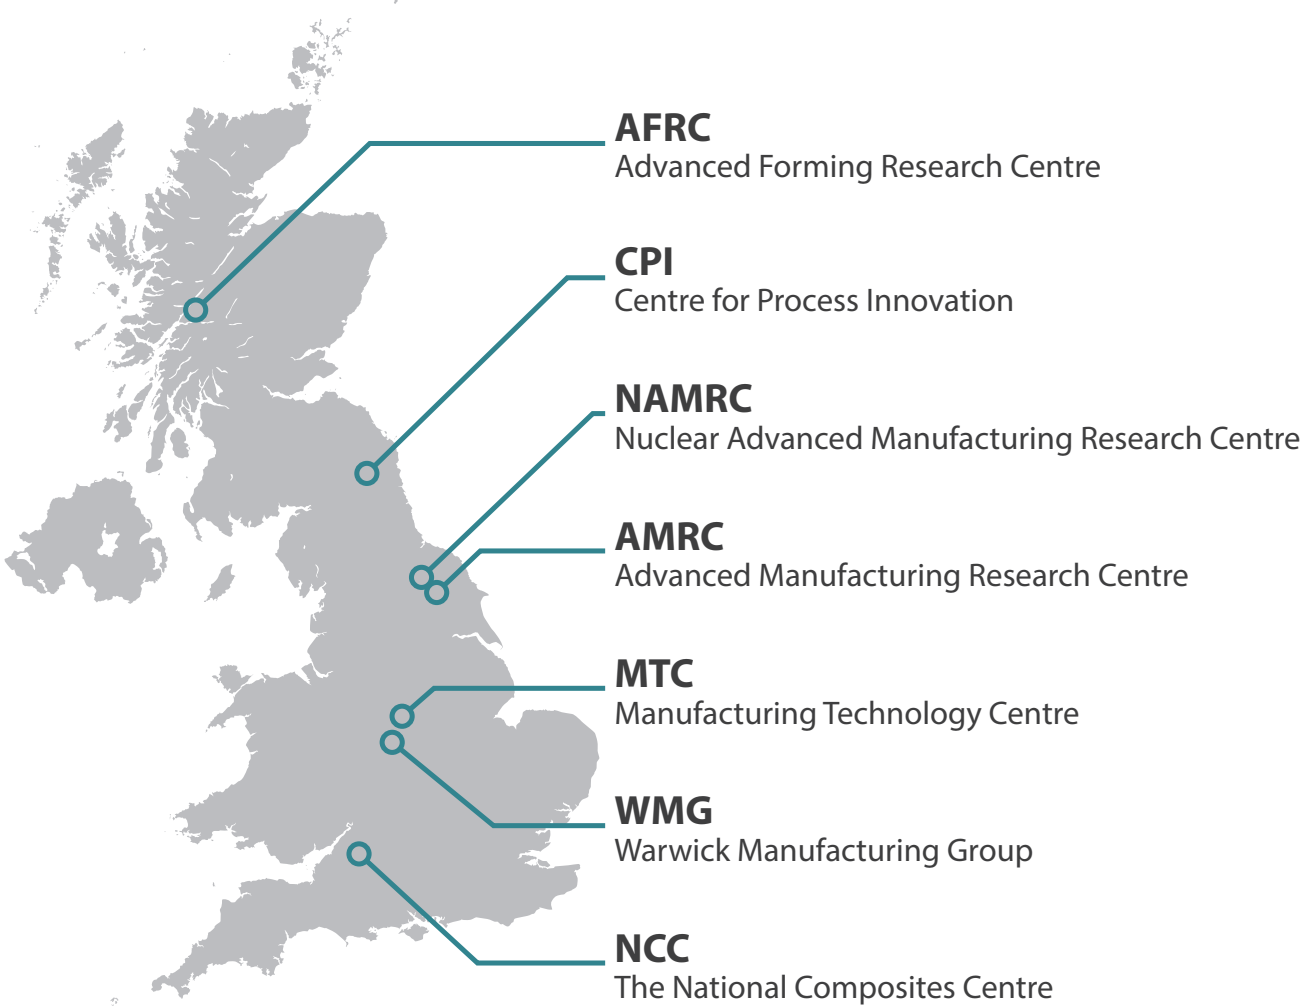 AFRC
Advanced Forming Research Centre
CPI
Centre for Process Innovation
NAMRC
Nuclear Advanced Manufacturing Research Centre
AMRC
Advanced Manufacturing Research Centre
MTC
Manufacturing Technology Centre
WMG
Warwick Manufacturing Group
NCC
The National Composites Centre